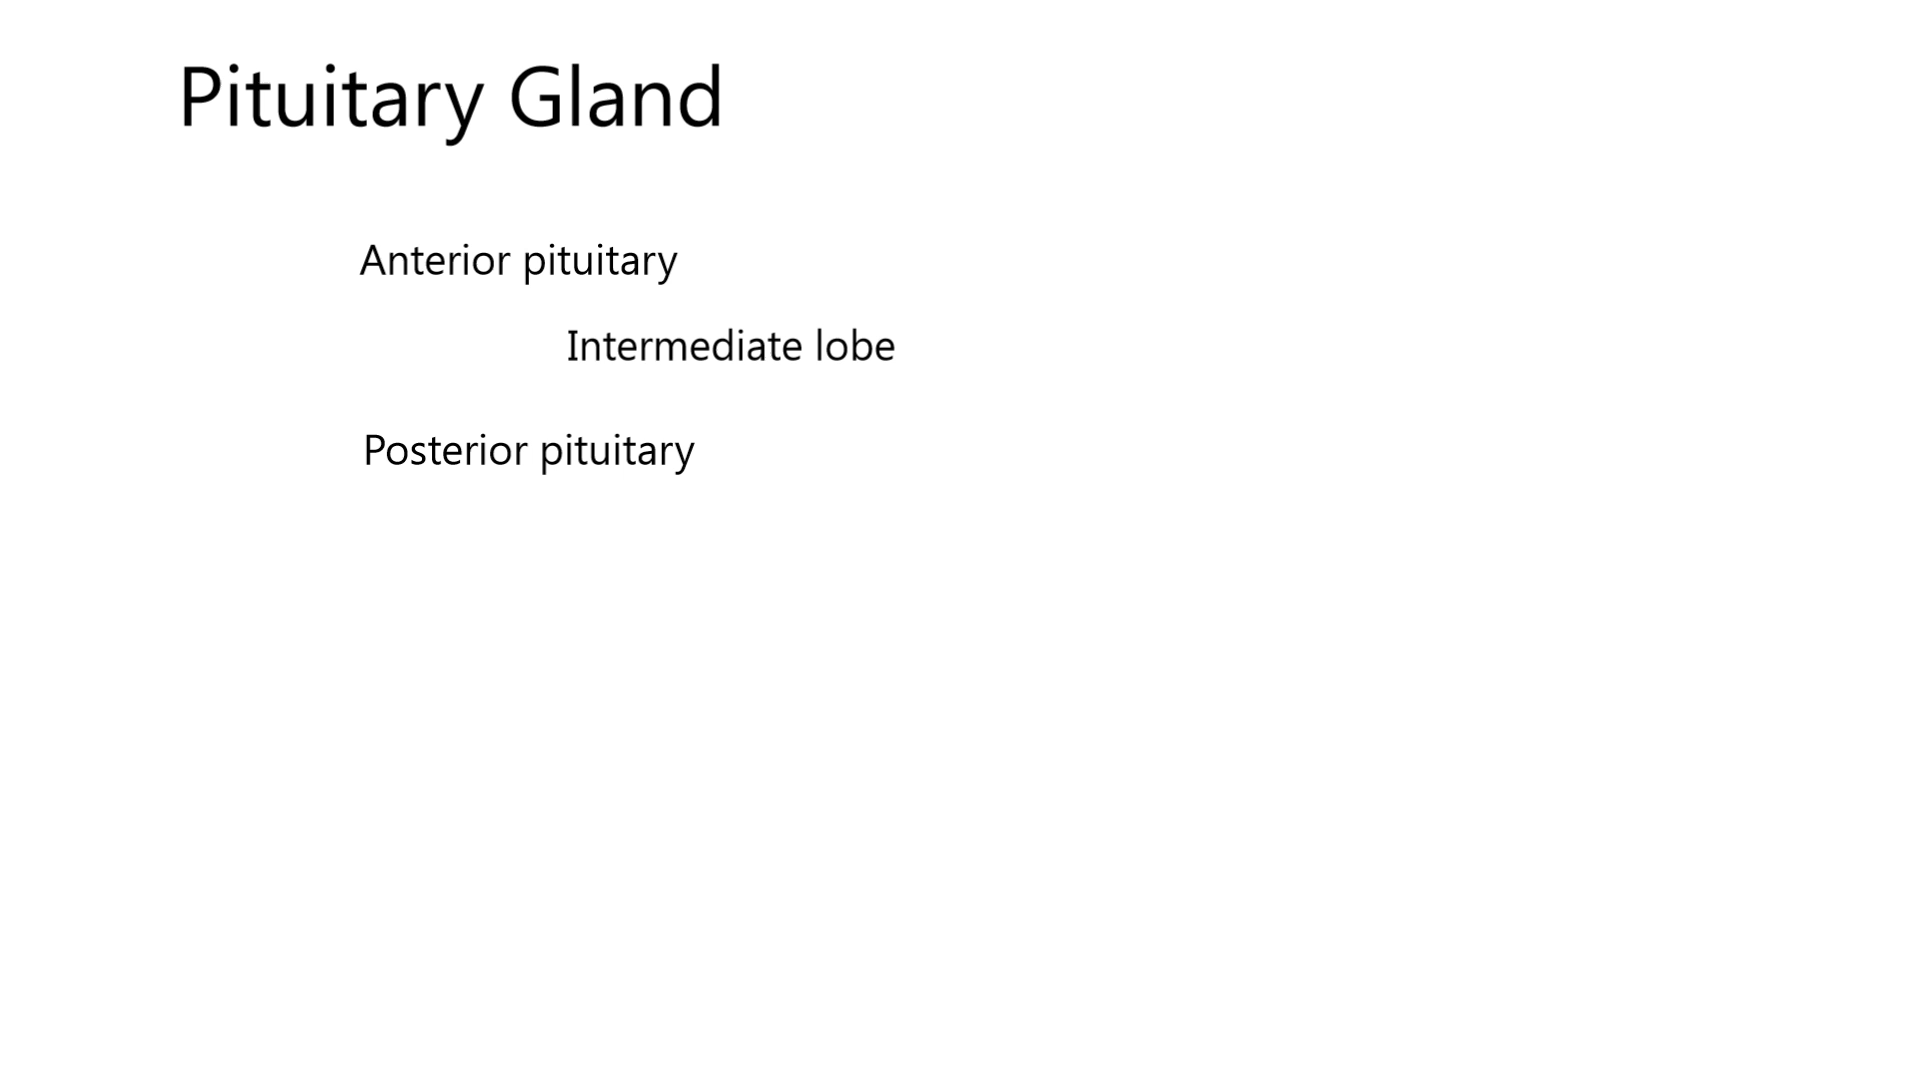 Pituitary Gland
Anterior pituitary
Intermediate lobe
Posterior pituitary